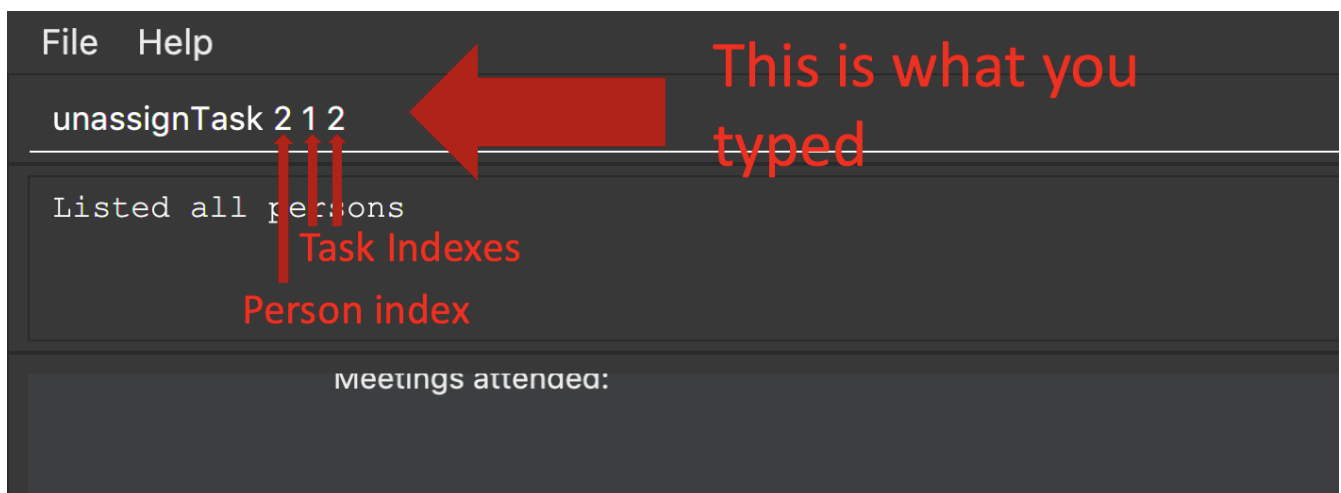 File Help
This is what you
typed
unassignTask 2 1 2
Listed all persons
Task Indexes
Person index
Meetings attended: